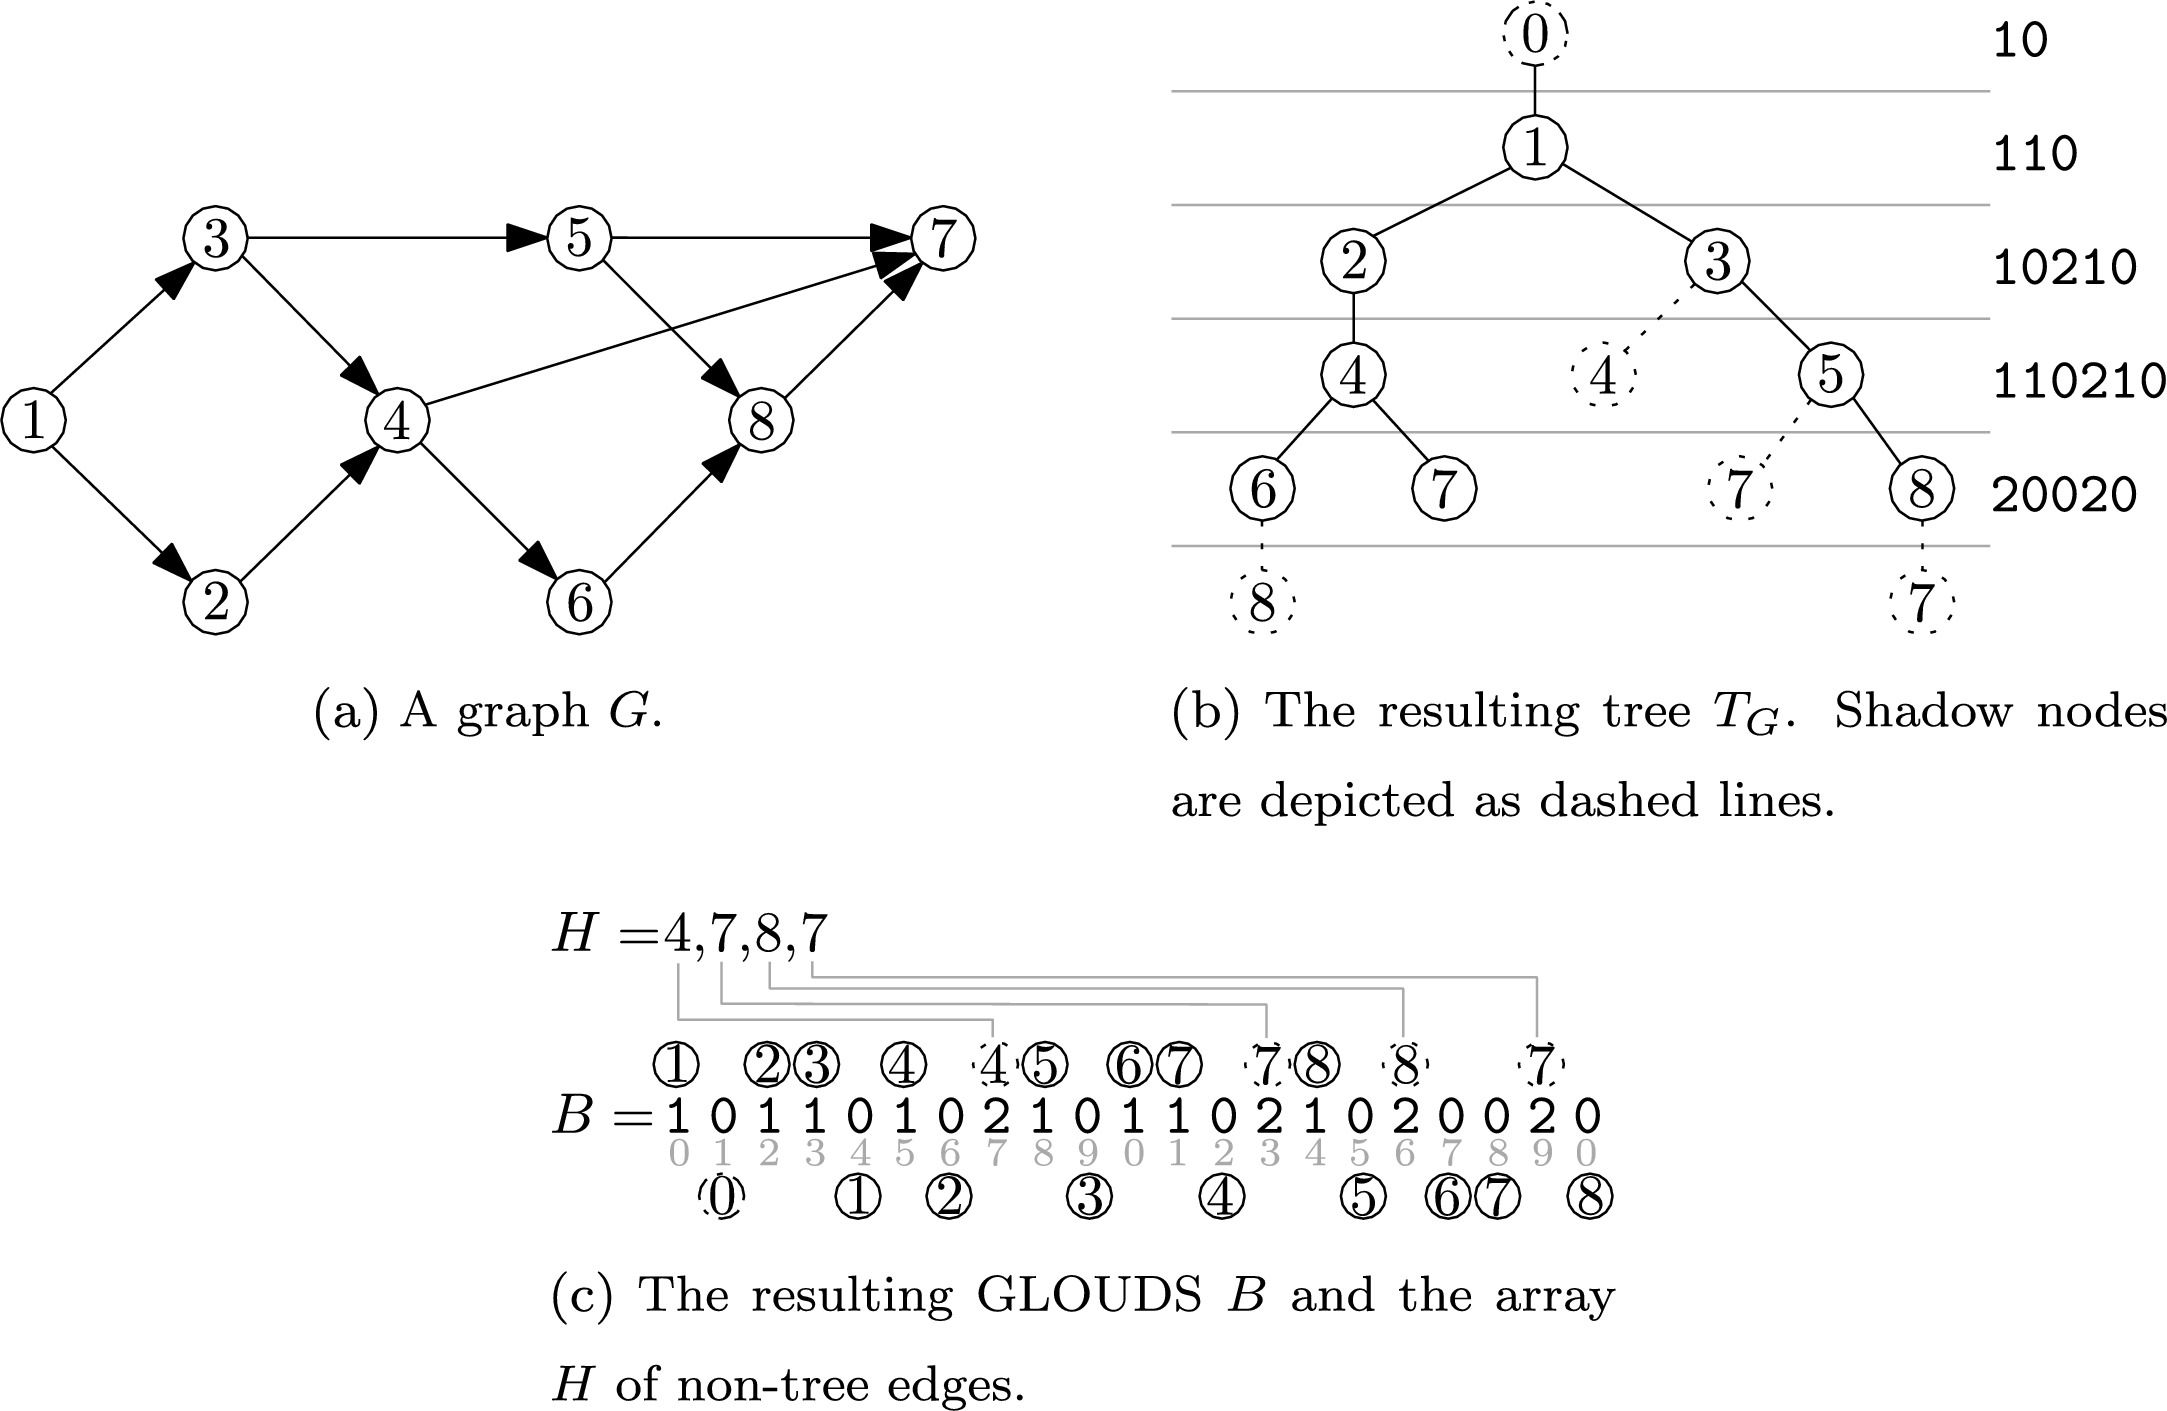 0 10
1 110
3 5 7
2 3 10210
1 4 8
4 4 5 110210
6 7 7 8 20020
2 6
8 7
(a) A graph G.
(b) The resulting tree T_G. Shadow nodes
are depicted as dashed lines.
H =4,7,8,7
1 2 3 4 4 5 6 7 7 8 8 7
B = 1 0 1 1 0 1 0 2 1 0 1 1 0 2 1 0 2 0 0 2 0
0 1 2 3 4 5 6 7 8 9 0 1 2 3 4 5 6 7 8 9 0
0 1 2 3 4 5 6 7 8
(c) The resulting GLOUDS B and the array
H of non-tree edges.